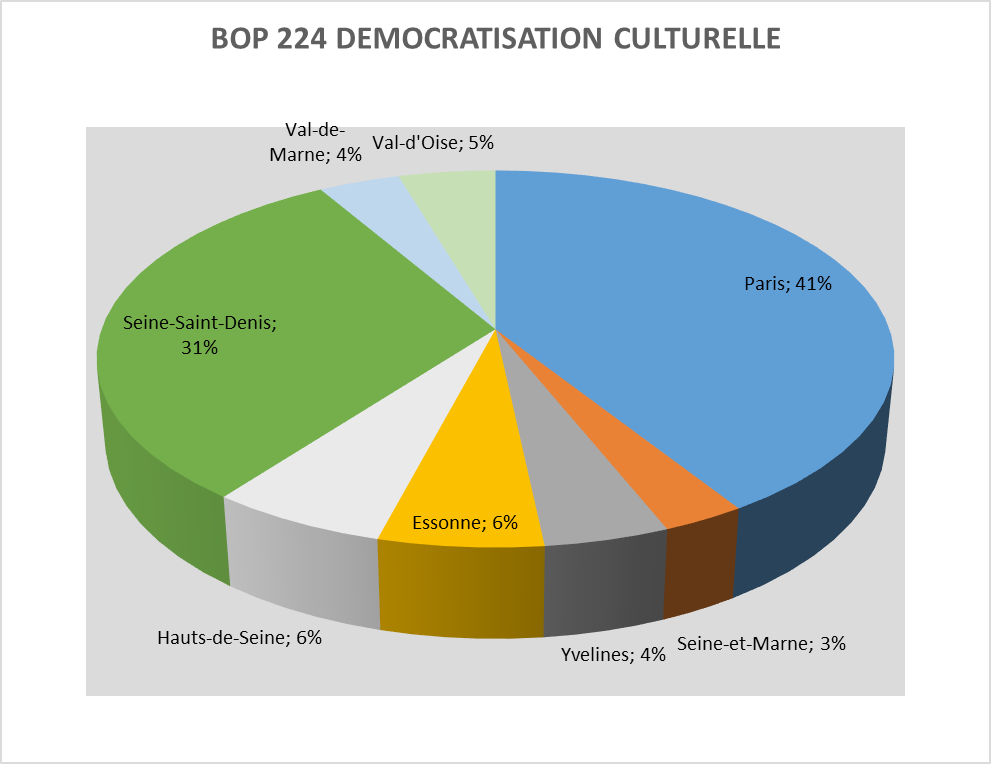 BOP 224 DEMOCRATISATION CULTURELLE
Val-de-
Marne; 4%
Val-d'Oise; 5%
Paris; 41%
Seine-Saint-Denis;
31%
Essonne; 6%
Hauts-de-Seine; 6%
Yvelines; 4%
Seine-et-Marne; 3%